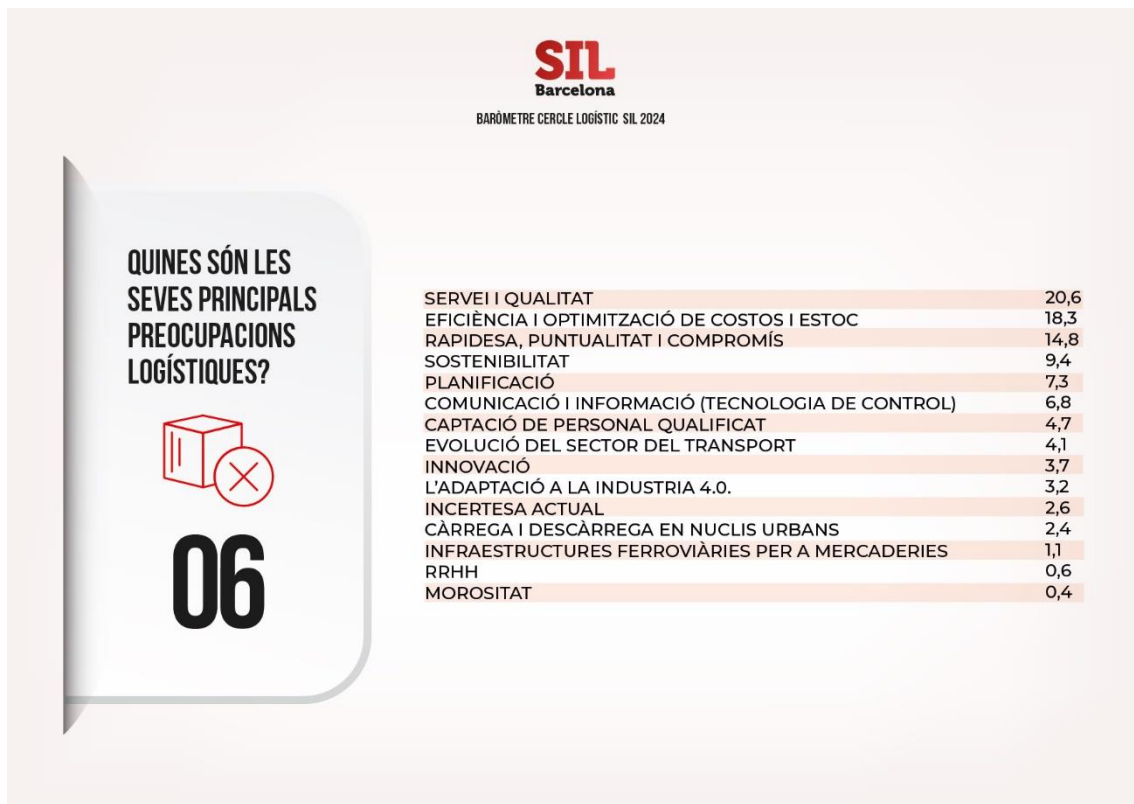 SIL
Barcelona
BARÒMETRE CERCLE LOGÍSTIC SIL 2024
QUINES SÓN LES
SEVES PRINCIPALS
PREOCUPACIONS
LOGÍSTIQUES?
06
SERVEI I QUALITAT 20,6
EFICIÈNCIA I OPTIMITZACIÓ DE COSTOS I ESTOC 18,3
RAPIDESA, PUNTUALITAT I COMPROMÍS 14,8
SOSTENIBILITAT 9,4
PLANIFICACIÓ 7,3
COMUNICACIÓ I INFORMACIÓ (TECNOLOGIA DE CONTROL) 6,8
CAPTACIÓ DE PERSONAL QUALIFICAT 4,7
EVOLUCIÓ DEL SECTOR DEL TRANSPORT 4,1
INNOVACIÓ 3,7
L'ADAPTACIÓ A LA INDUSTRIA 4.0. 3,2
INCERTESA ACTUAL 2,6
CÀRREGA I DESCÀRREGA EN NUCLIS URBANS 2,4
INFRAESTRUCTURES FERROVIÀRIES PER A MERCADERIES 1,1
RRHH 0,6
MOROSITAT 0,4